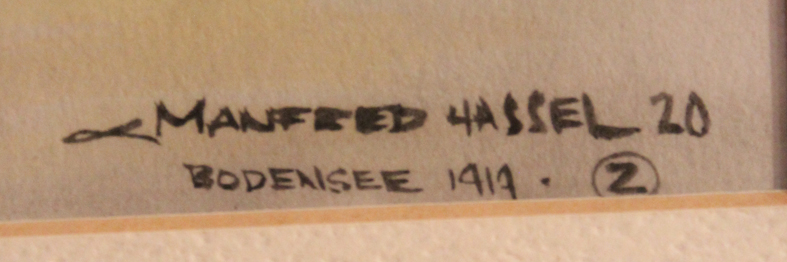 MANFRED HASSEL 20
BODENSEE 1919 · 2